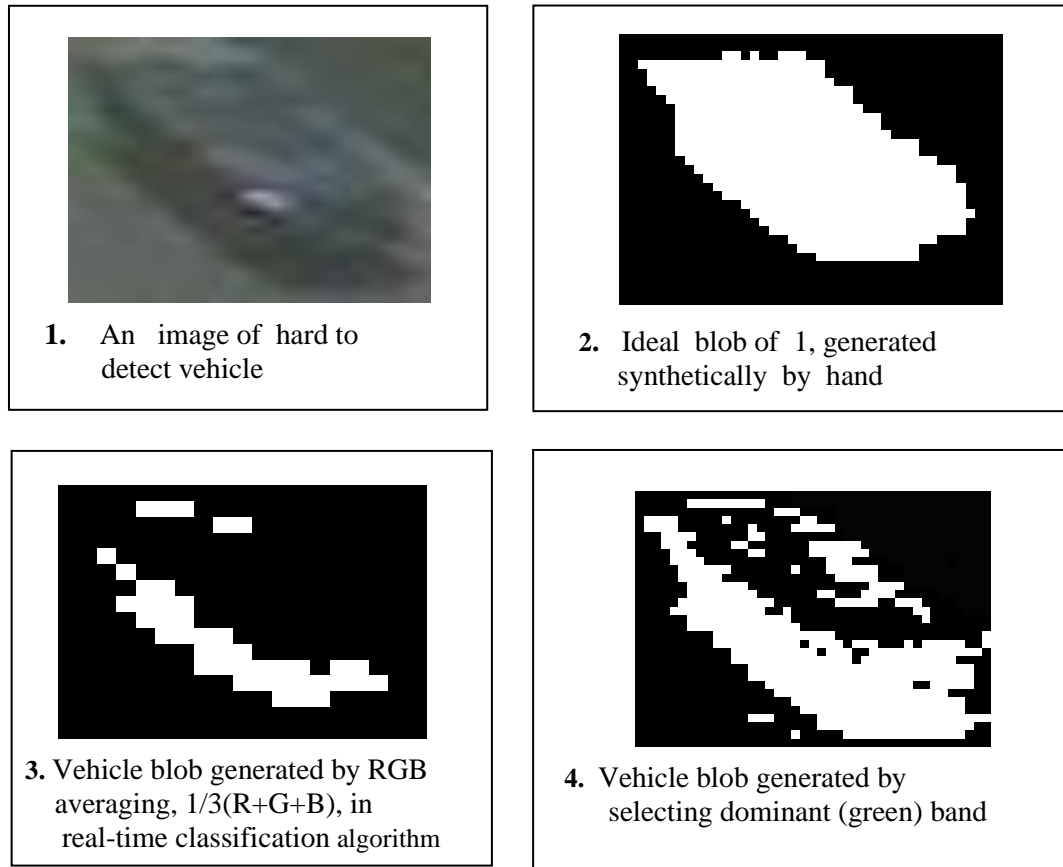 1. An image of hard to
detect vehicle
2. Ideal blob of 1, generated
synthetically by hand
3. Vehicle blob generated by RGB
averaging, 1/3(R+G+B), in
real-time classification algorithm
4. Vehicle blob generated by
selecting dominant (green) band